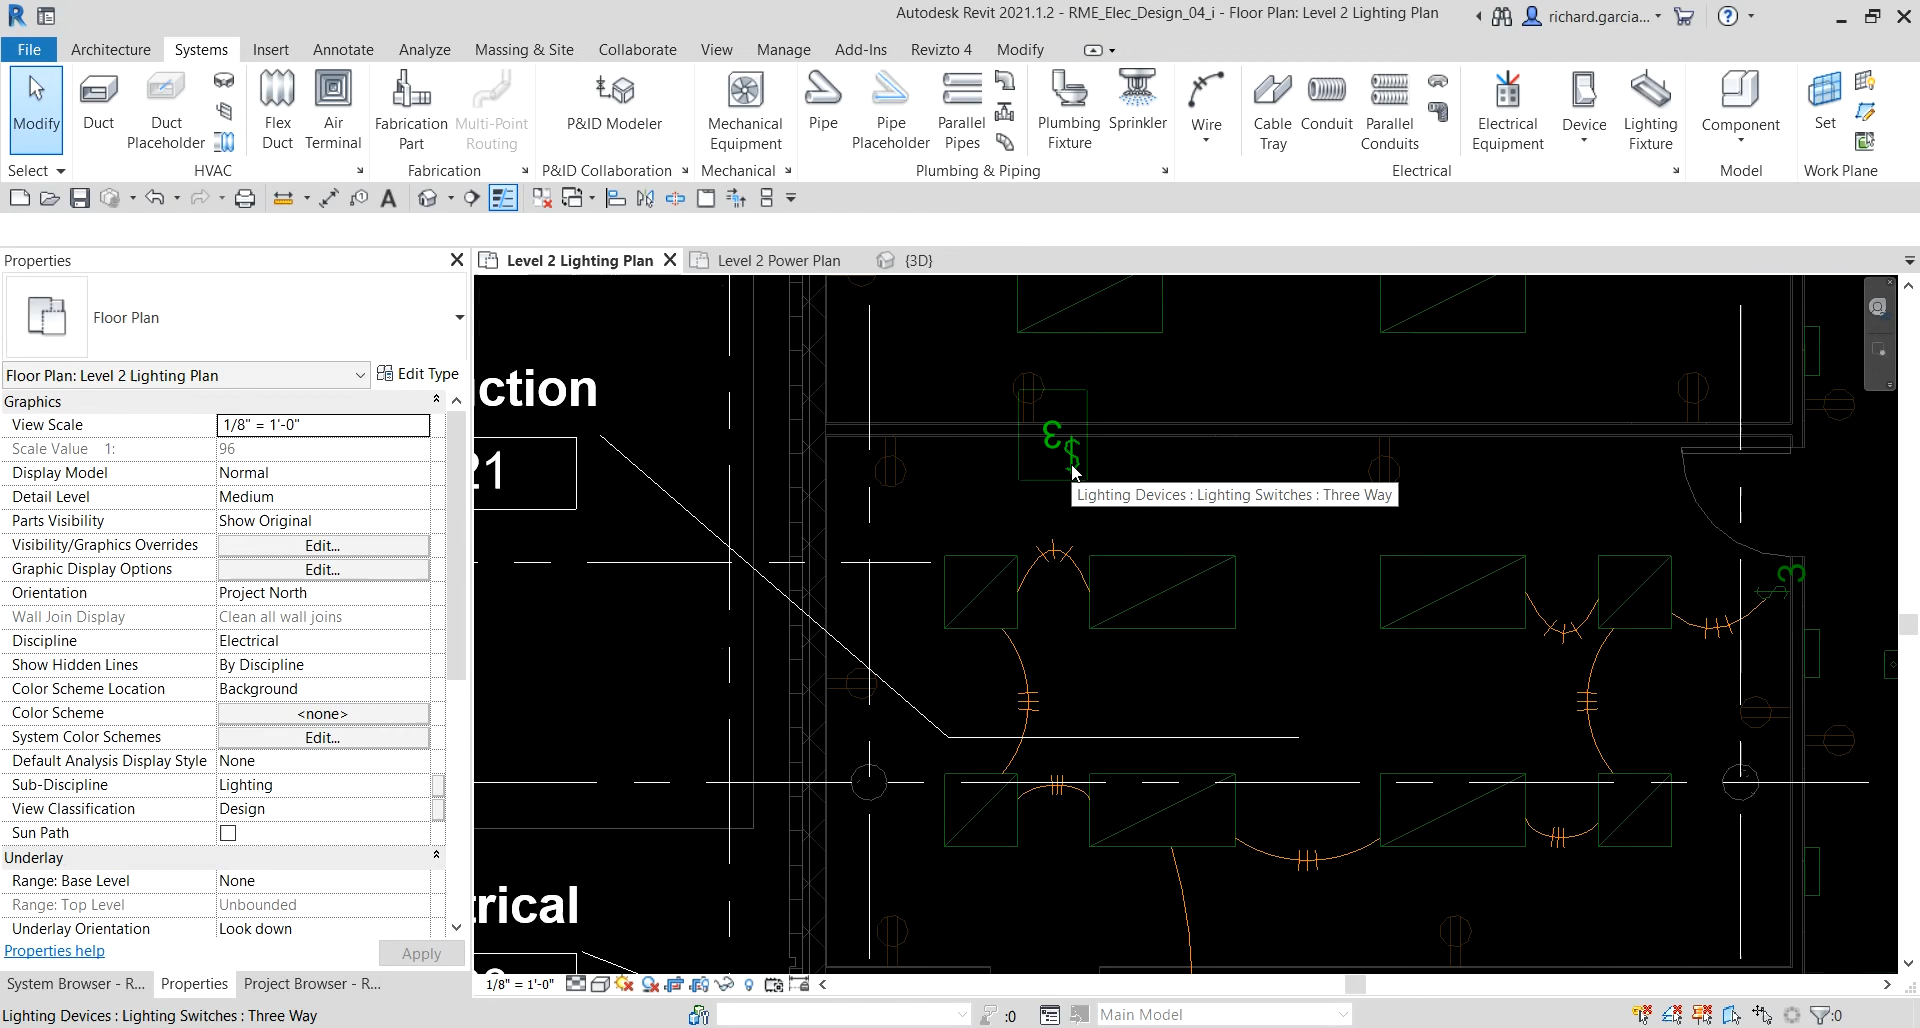 Autodesk Revit 2021.1.2 - RME_Elec_Design_04_i - Floor Plan: Level 2 Lighting Plan
richard.garcia...
File Architecture Systems Insert Annotate Analyze Massing & Site Collaborate View Manage Add-Ins Revizto 4 Modify
Modify
Duct
Duct Placeholder
Flex Duct
Air Terminal
Fabrication Part
Multi-Point Routing
P&ID Modeler
Mechanical Equipment
Pipe
Pipe Placeholder
Parallel Pipes
Plumbing Fixture
Sprinkler
Wire
Cable Tray
Conduit
Parallel Conduits
Electrical Equipment
Device
Lighting Fixture
Component
Set
Select HVAC Fabrication P&ID Collaboration Mechanical Plumbing & Piping Electrical Model Work Plane
Properties
Level 2 Lighting Plan Level 2 Power Plan {3D}
Floor Plan
Floor Plan: Level 2 Lighting Plan Edit Type
Graphics
View Scale 1/8" = 1'-0"
Scale Value 1: 96
Display Model Normal
Detail Level Medium
Parts Visibility Show Original
Visibility/Graphics Overrides Edit...
Graphic Display Options Edit...
Orientation Project North
Wall Join Display Clean all wall joins
Discipline Electrical
Show Hidden Lines By Discipline
Color Scheme Location Background
Color Scheme <none>
System Color Schemes Edit...
Default Analysis Display Style None
Sub-Discipline Lighting
View Classification Design
Sun Path
Underlay
Range: Base Level None
Range: Top Level Unbounded
Underlay Orientation Look down
Properties help Apply
System Browser - R... Properties Project Browser - R...
ction
21
3
$
Lighting Devices : Lighting Switches : Three Way
3
trical
1/8" = 1'-0"
Lighting Devices : Lighting Switches : Three Way
:0
Main Model
:0